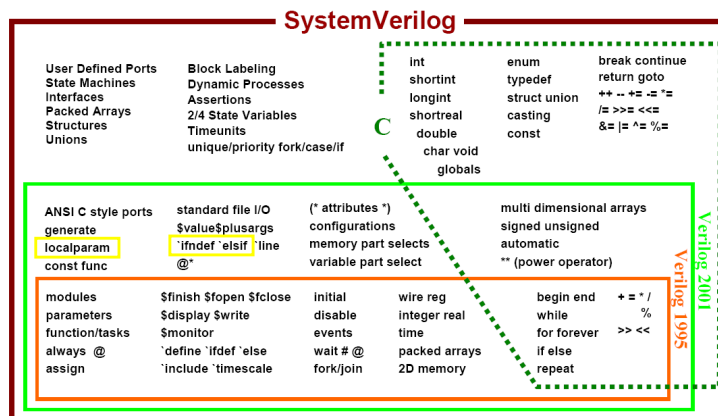 SystemVerilog
User Defined Ports
State Machines
Interfaces
Packed Arrays
Structures
Unions
Block Labeling
Dynamic Processes
Assertions
2/4 State Variables
Timeunits
unique/priority fork/case/if
C
int
shortint
longint
shortreal
double
char void
globals
enum
typedef
struct union
casting
const
break continue
return goto
++ -- += -= *=
/= >>= <<=
&= |= ^= %=
ANSI C style ports
generate
localparam
const func
standard file I/O
$value$plusargs
`ifndef `elsif `line
@*
(* attributes *)
configurations
memory part selects
variable part select
multi dimensional arrays
signed unsigned
automatic
** (power operator)
Verilog 2001
modules
parameters
function/tasks
always @
assign
$finish $fopen $fclose
$display $write
$monitor
`define `ifdef `else
`include `timescale
initial
disable
events
wait # @
fork/join
wire reg
integer real
time
packed arrays
2D memory
begin end
while
for forever
if else
repeat
+ = * /
%
>> <<
Verilog 1995